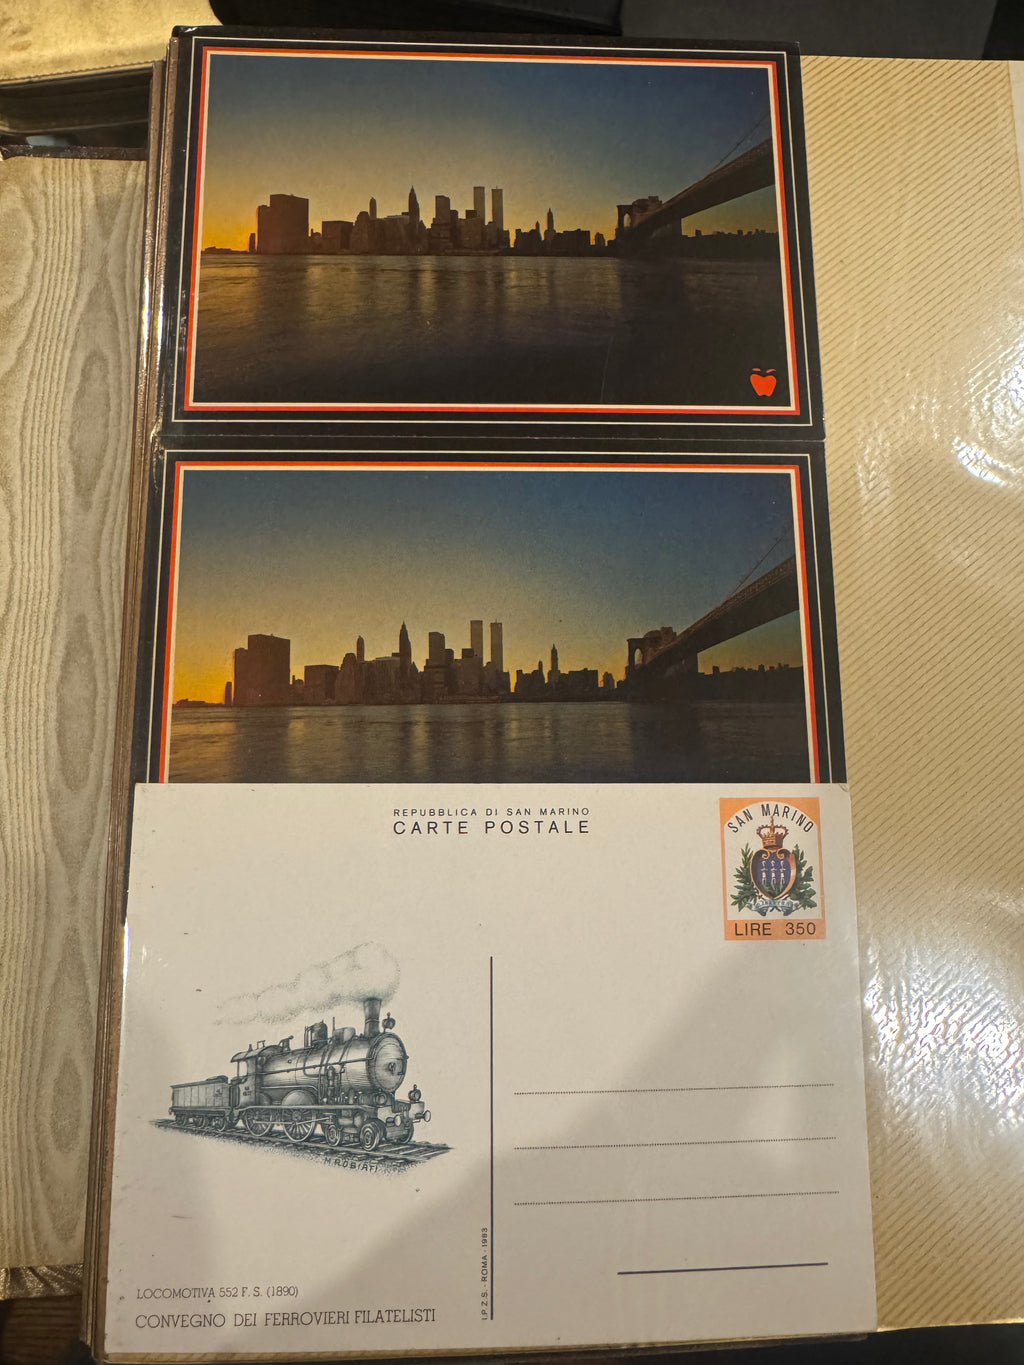 REPUBBLICA DI SAN MARINO
CARTE POSTALE
SAN MARINO
LIRE 350
M. ROBIATI
I.P.Z.S. - ROMA - 1983
LOCOMOTIVA 552 F. S. (1890)
CONVEGNO DEI FERROVIERI FILATELISTI